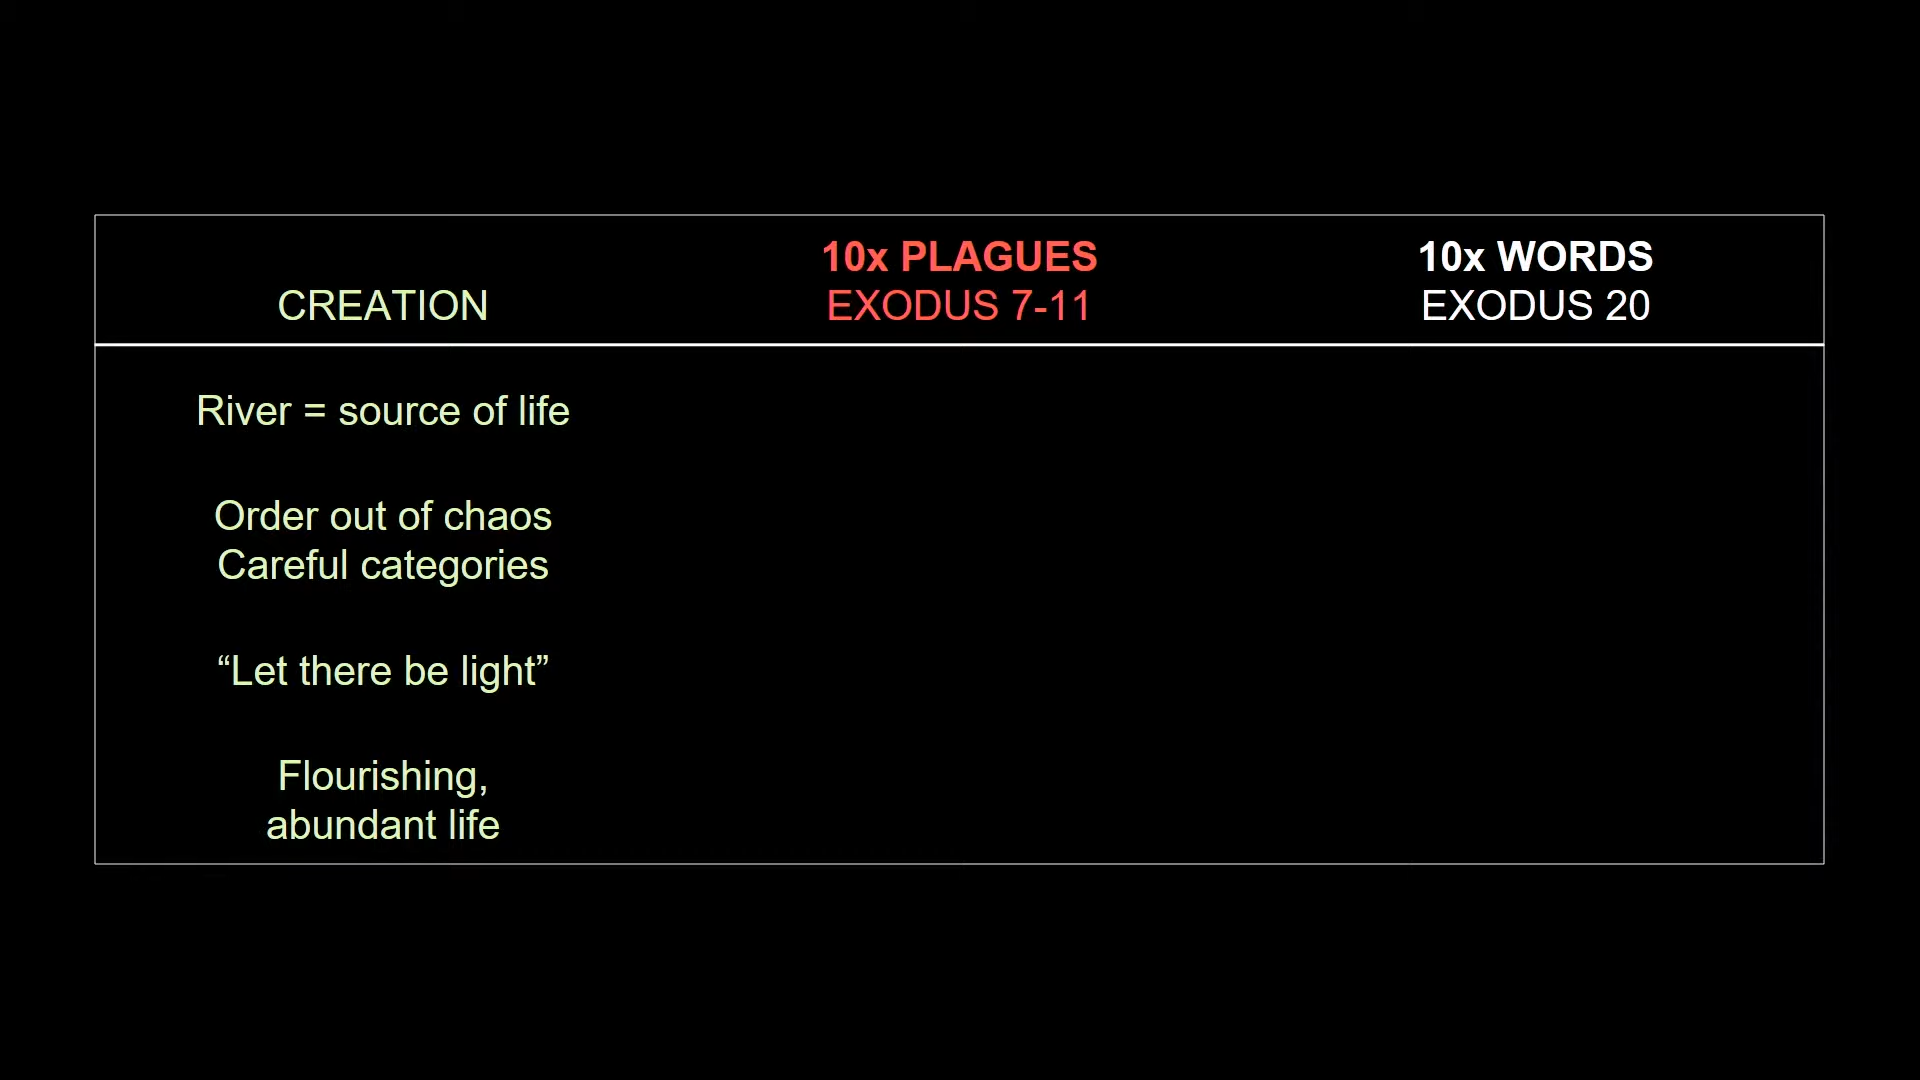 10x PLAGUES
10x WORDS
CREATION
EXODUS 7-11
EXODUS 20
River = source of life
Order out of chaos
Careful categories
“Let there be light”
Flourishing,
abundant life